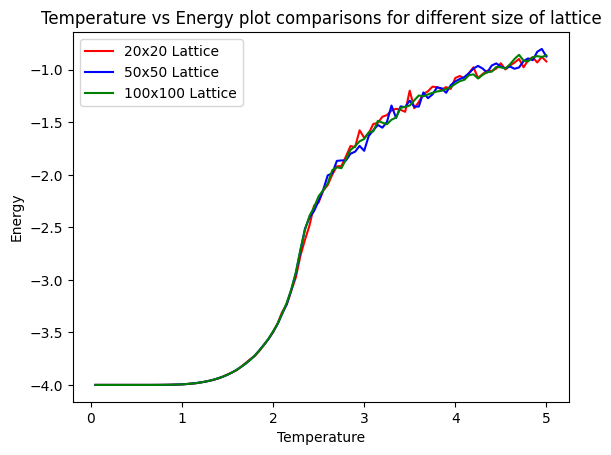 Temperature vs Energy plot comparisons for different size of lattice
20x20 Lattice
50x50 Lattice
100x100 Lattice
Energy
−1.0
−1.5
−2.0
−2.5
−3.0
−3.5
−4.0
0 1 2 3 4 5
Temperature